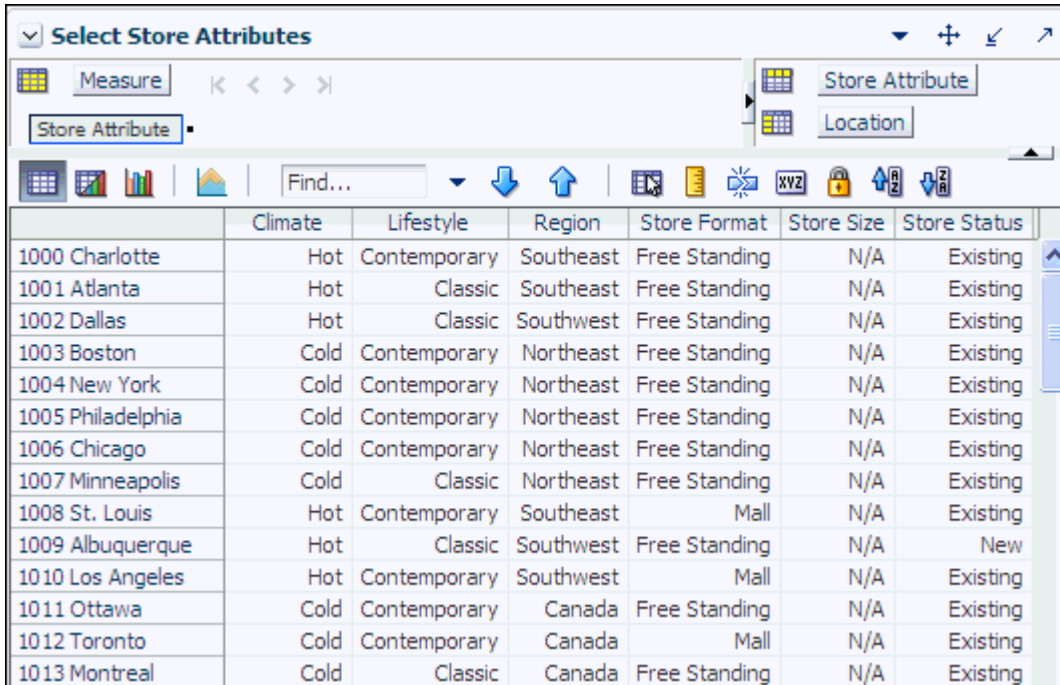 Select Store Attributes
Measure
Store Attribute
Store Attribute
Location
Find...
XYZ
Climate Lifestyle Region Store Format Store Size Store Status
1000 Charlotte Hot Contemporary Southeast Free Standing N/A Existing
1001 Atlanta Hot Classic Southeast Free Standing N/A Existing
1002 Dallas Hot Classic Southwest Free Standing N/A Existing
1003 Boston Cold Contemporary Northeast Free Standing N/A Existing
1004 New York Cold Contemporary Northeast Free Standing N/A Existing
1005 Philadelphia Cold Contemporary Northeast Free Standing N/A Existing
1006 Chicago Cold Contemporary Northeast Free Standing N/A Existing
1007 Minneapolis Cold Classic Northeast Free Standing N/A Existing
1008 St. Louis Hot Contemporary Southeast Mall N/A Existing
1009 Albuquerque Hot Classic Southwest Free Standing N/A New
1010 Los Angeles Hot Contemporary Southwest Mall N/A Existing
1011 Ottawa Cold Contemporary Canada Free Standing N/A Existing
1012 Toronto Cold Contemporary Canada Mall N/A Existing
1013 Montreal Cold Classic Canada Free Standing N/A Existing